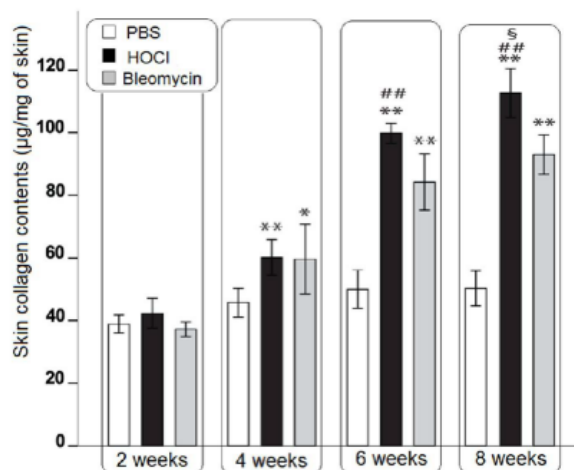 PBS
HOCl
Bleomycin
Skin collagen contents (µg/mg of skin)
120
100
80
60
40
20
0
**
*
##
**
**
§
##
**
**
2 weeks
4 weeks
6 weeks
8 weeks